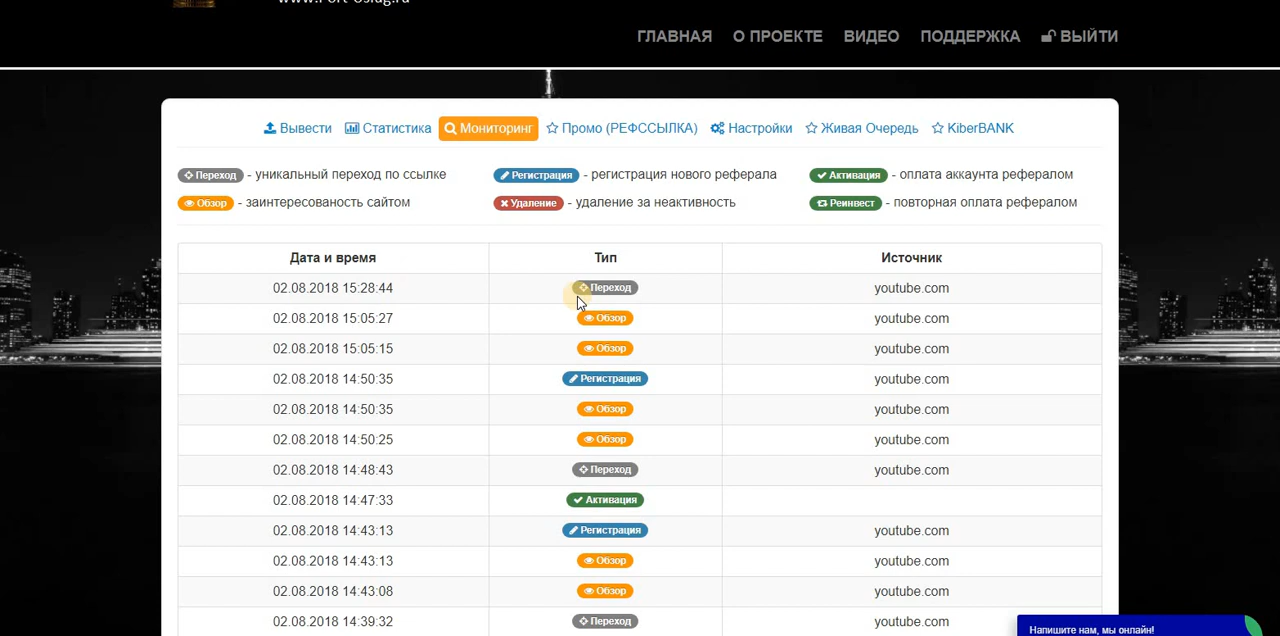 ГЛАВНАЯ О ПРОЕКТЕ ВИДЕО ПОДДЕРЖКА ВЫЙТИ
Вывести Статистика Мониторинг Промо (РЕФССЫЛКА) Настройки Живая Очередь KiberBANK
Переход - уникальный переход по ссылке Регистрация - регистрация нового реферала Активация - оплата аккаунта рефералом
Обзор - заинтересованость сайтом Удаление - удаление за неактивность Реинвест - повторная оплата рефералом
Дата и время Тип Источник
02.08.2018 15:28:44 Переход youtube.com
02.08.2018 15:05:27 Обзор youtube.com
02.08.2018 15:05:15 Обзор youtube.com
02.08.2018 14:50:35 Регистрация youtube.com
02.08.2018 14:50:35 Обзор youtube.com
02.08.2018 14:50:25 Обзор youtube.com
02.08.2018 14:48:43 Переход youtube.com
02.08.2018 14:47:33 Активация
02.08.2018 14:43:13 Регистрация youtube.com
02.08.2018 14:43:13 Обзор youtube.com
02.08.2018 14:43:08 Обзор youtube.com
02.08.2018 14:39:32 Переход youtube.com
Напишите нам, мы онлайн!